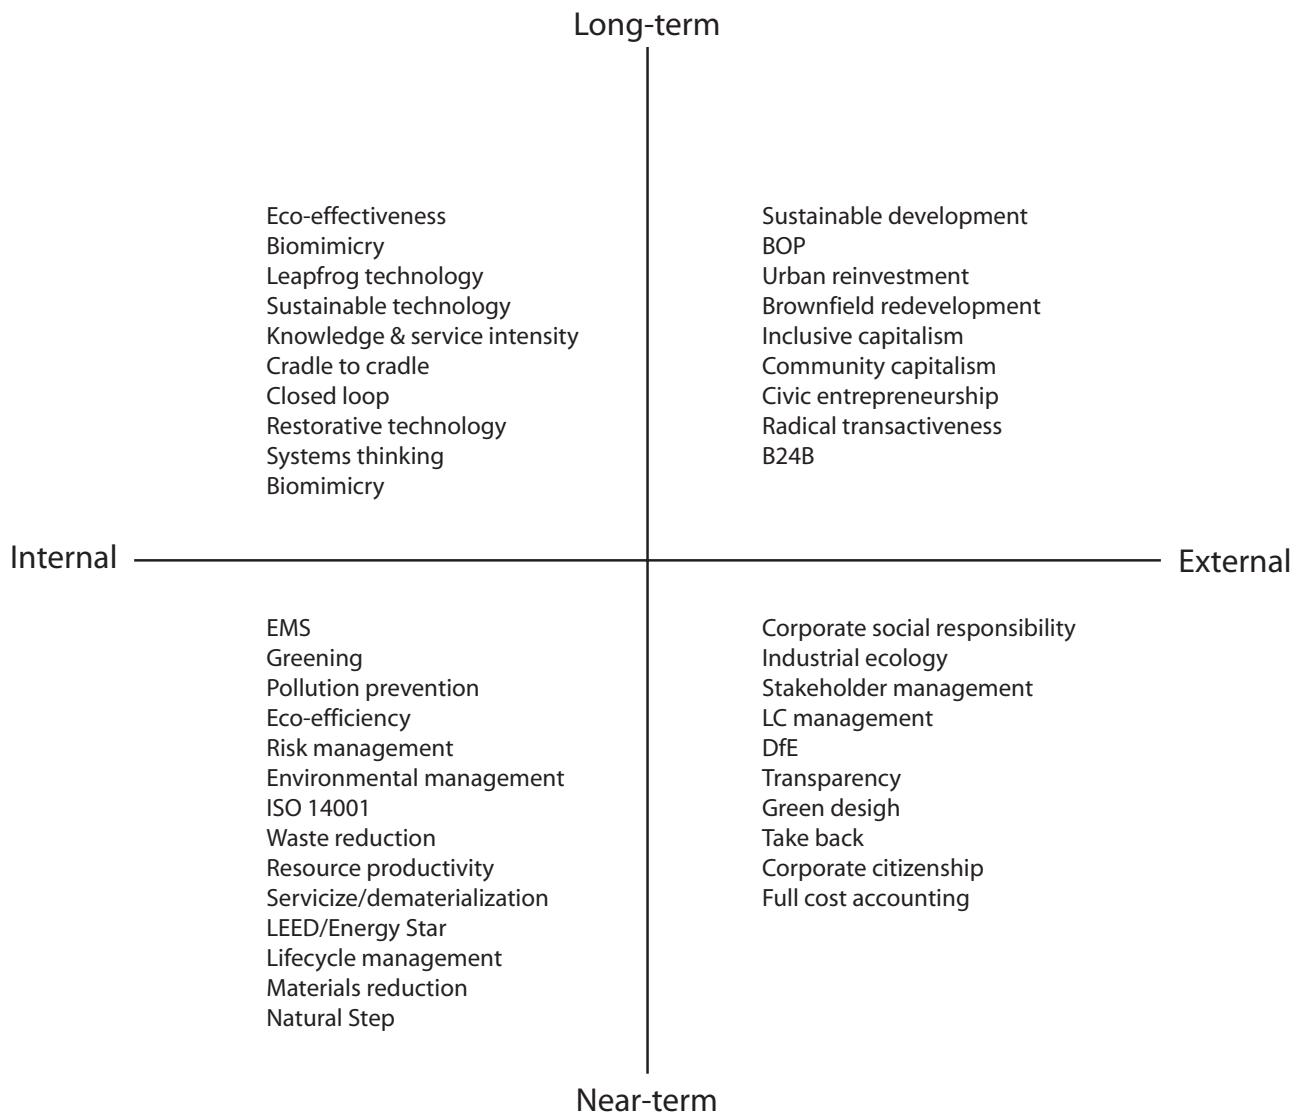 Long-term
Eco-effectiveness
Biomimicry
Leapfrog technology
Sustainable technology
Knowledge & service intensity
Cradle to cradle
Closed loop
Restorative technology
Systems thinking
Biomimicry
Sustainable development
BOP
Urban reinvestment
Brownfield redevelopment
Inclusive capitalism
Community capitalism
Civic entrepreneurship
Radical transactiveness
B24B
Internal
External
EMS
Greening
Pollution prevention
Eco-efficiency
Risk management
Environmental management
ISO 14001
Waste reduction
Resource productivity
Servicize/dematerialization
LEED/Energy Star
Lifecycle management
Materials reduction
Natural Step
Corporate social responsibility
Industrial ecology
Stakeholder management
LC management
DfE
Transparency
Green desigh
Take back
Corporate citizenship
Full cost accounting
Near-term